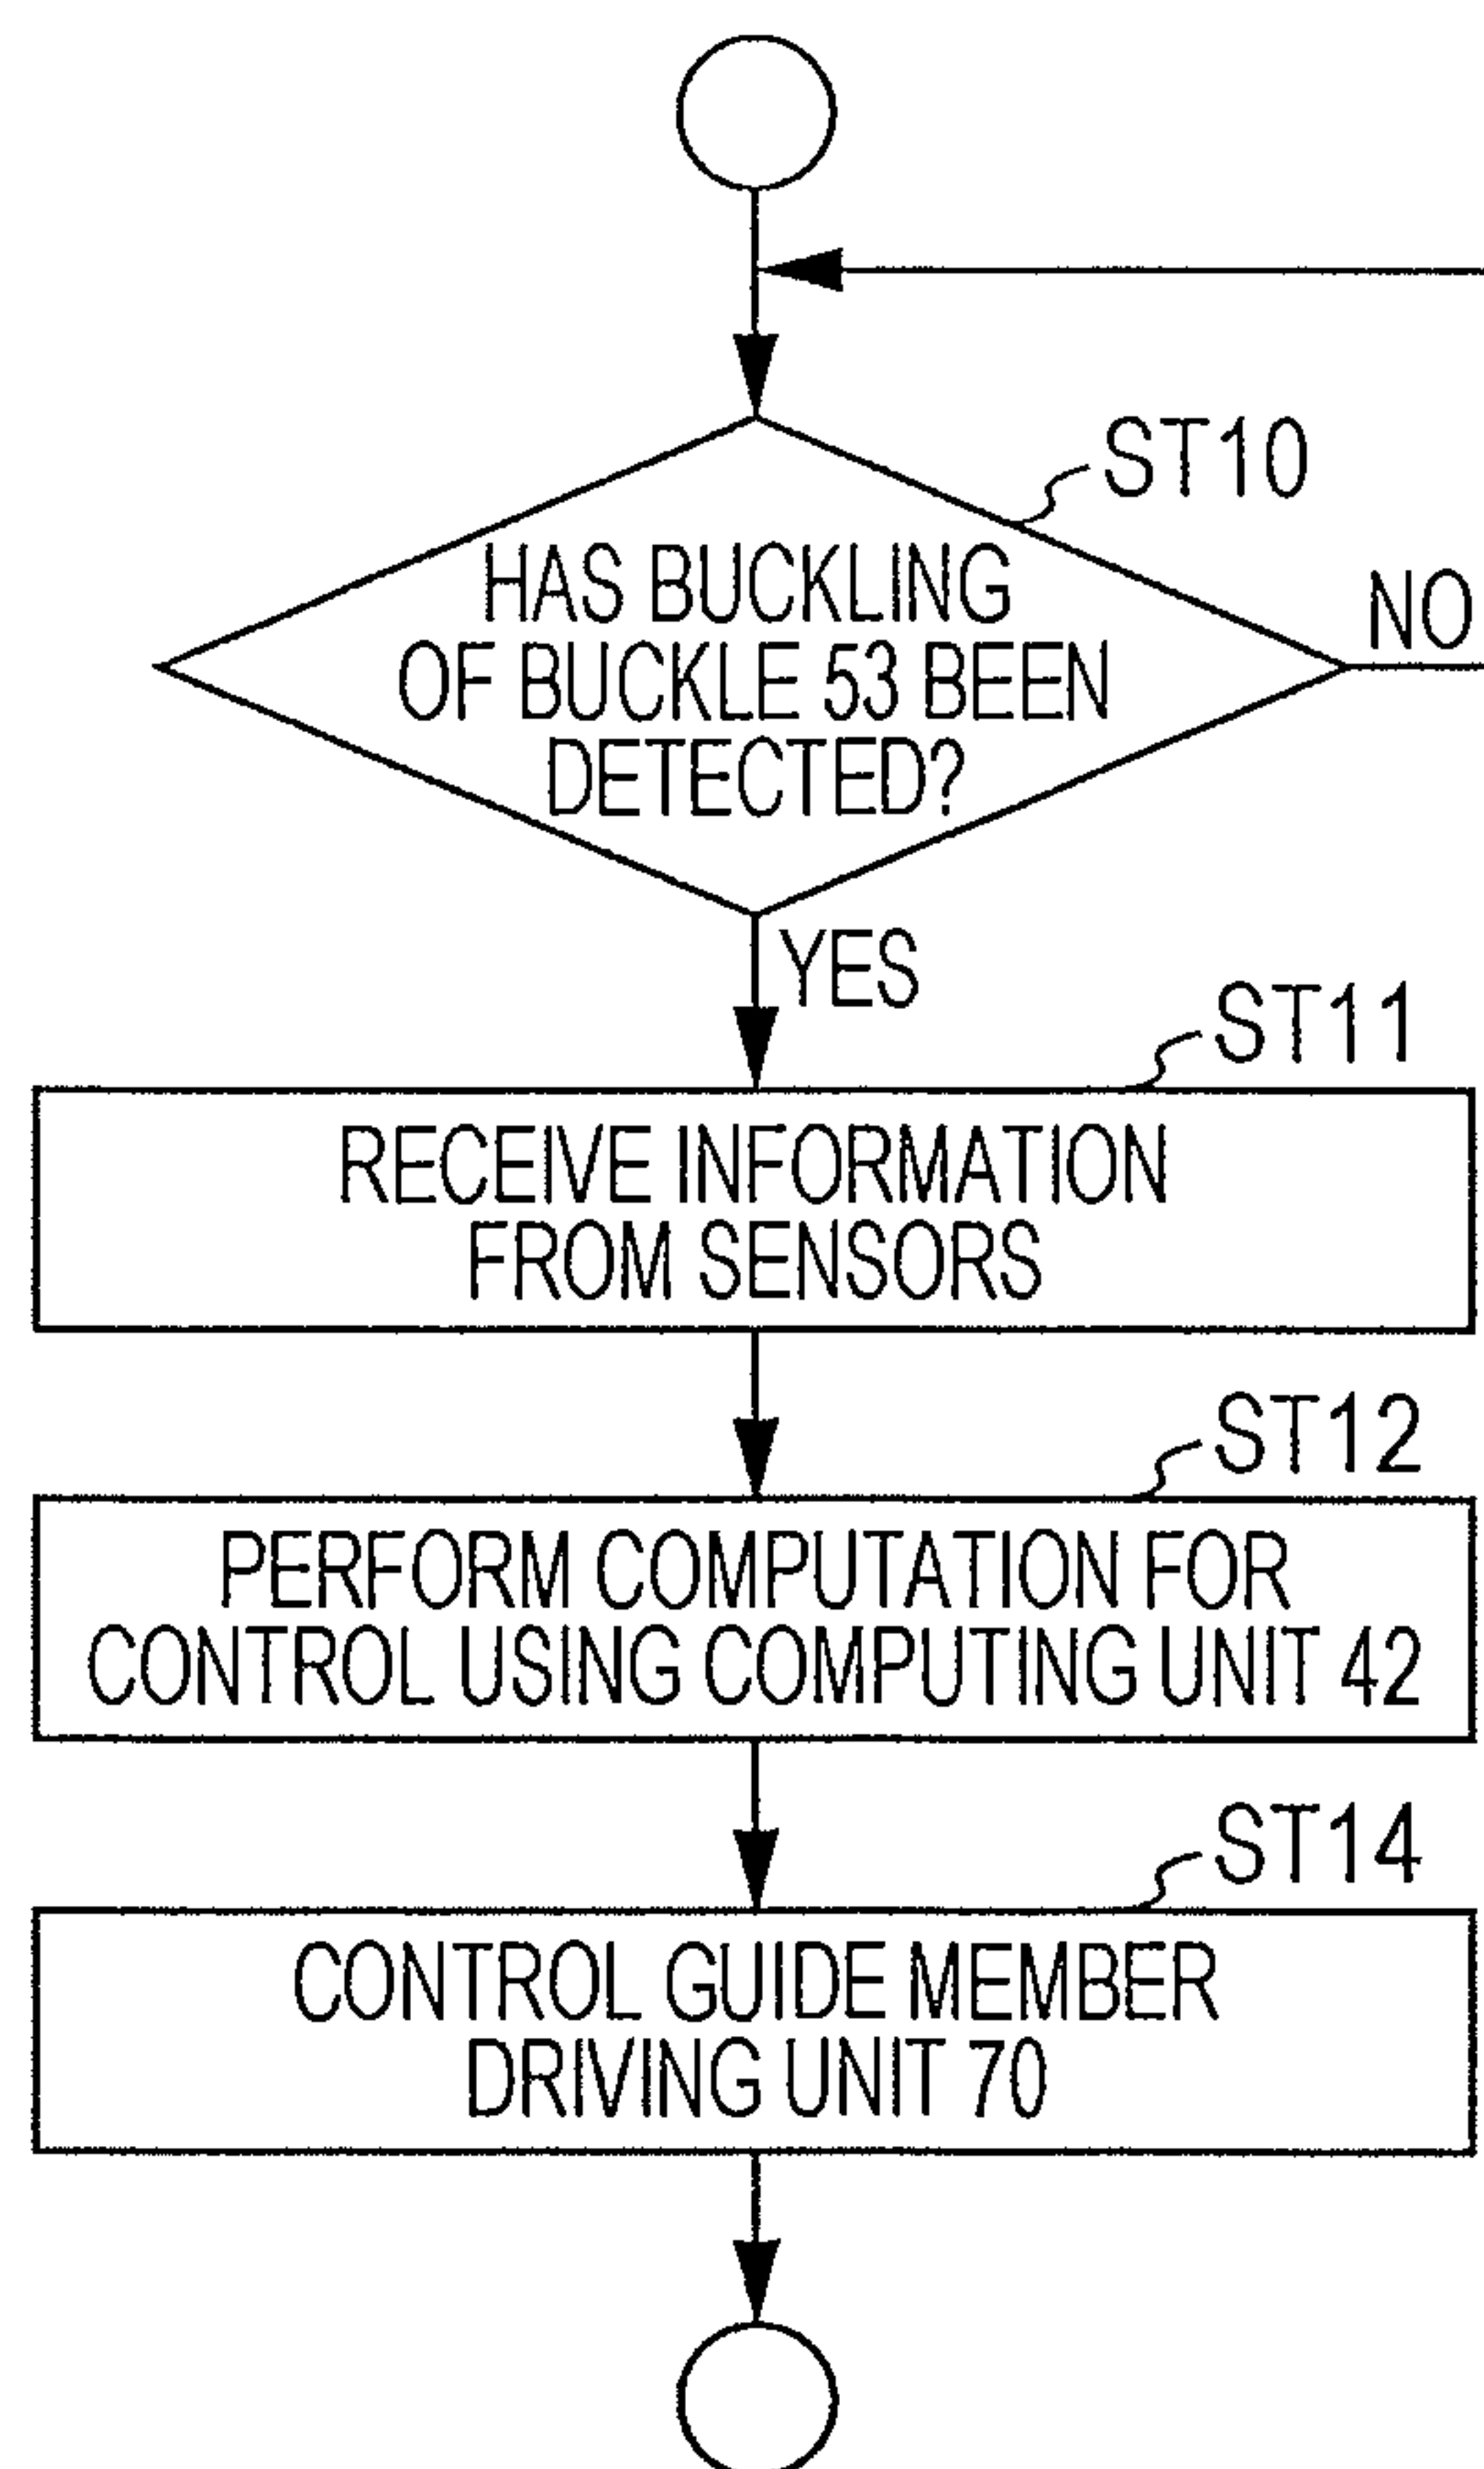 ST10
HAS BUCKLING
OF BUCKLE 53 BEEN
DETECTED?
NO
YES
ST11
RECEIVE INFORMATION
FROM SENSORS
ST12
PERFORM COMPUTATION FOR
CONTROL USING COMPUTING UNIT 42
ST14
CONTROL GUIDE MEMBER
DRIVING UNIT 70